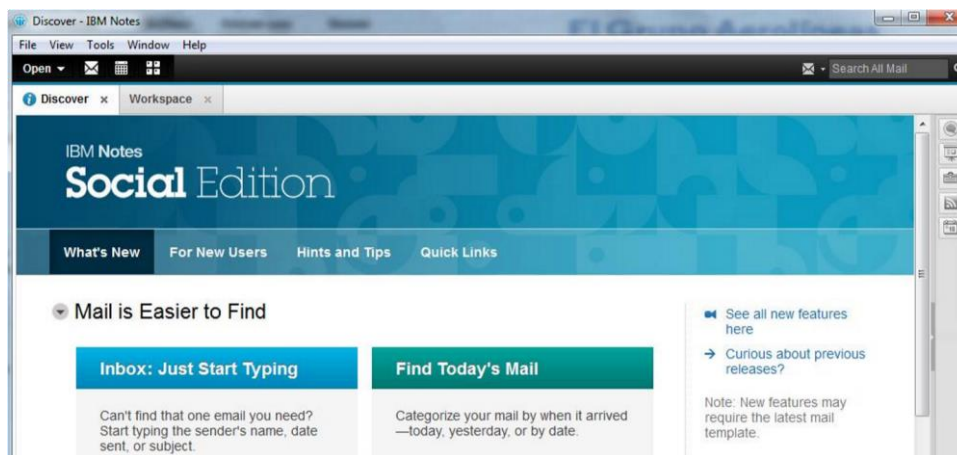 Discover - IBM Notes
El Grupo Aerolíneas
File View Tools Window Help
Open
Search All Mail
Discover x Workspace x
IBM Notes
Social Edition
What's New For New Users Hints and Tips Quick Links
Mail is Easier to Find
Inbox: Just Start Typing
Can't find that one email you need?
Start typing the sender's name, date
sent, or subject.
Find Today's Mail
Categorize your mail by when it arrived
—today, yesterday, or by date.
See all new features
here
Curious about previous
releases?
Note: New features may
require the latest mail
template.